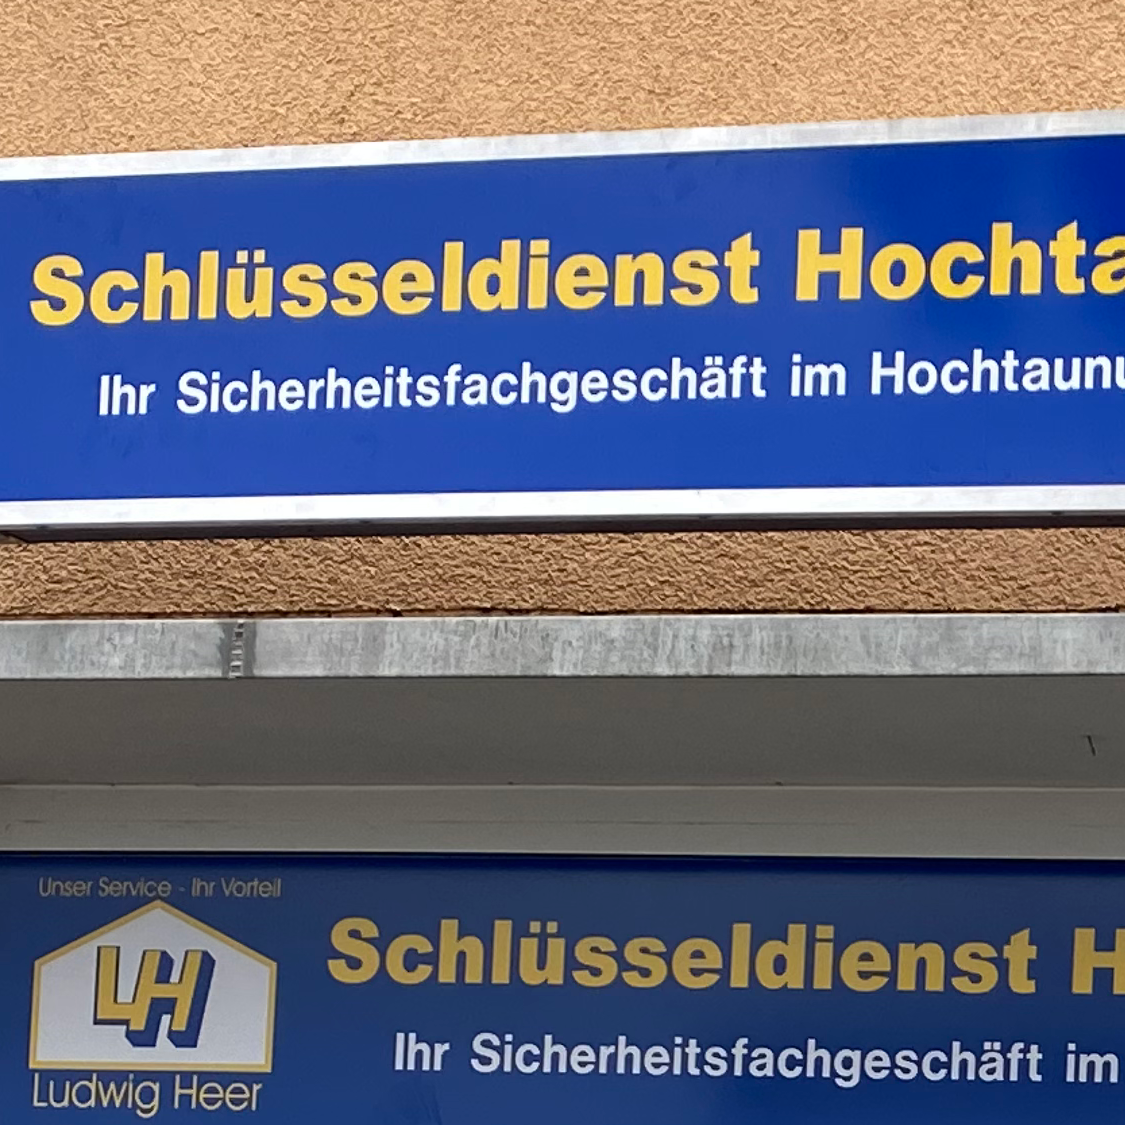 Schlüsseldienst Hochta
Ihr Sicherheitsfachgeschäft im Hochtaunu
Unser Service - Ihr Vorteil
LH
Ludwig Heer
Schlüsseldienst H
Ihr Sicherheitsfachgeschäft im